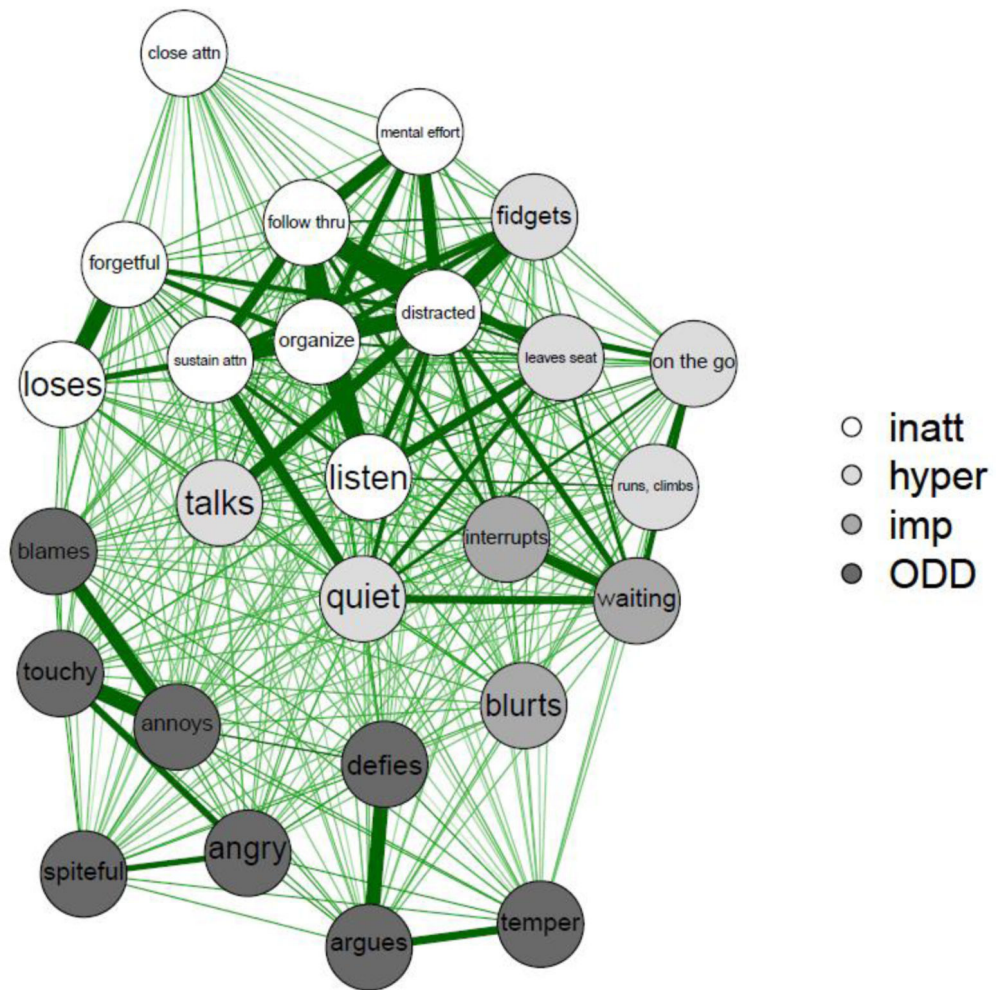 close attn
mental effort
follow thru
fidgets
forgetful
distracted
organize
sustain attn
leaves seat
on the go
loses
listen
talks
runs, climbs
interrupts
blames
quiet
waiting
touchy
annoys
blurts
defies
angry
spiteful
argues
temper
inatt
hyper
imp
ODD